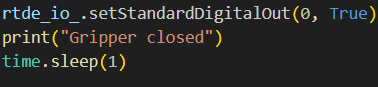 rtde_io_.setStandardDigitalOut(0, True)
print("Gripper closed")
time.sleep(1)